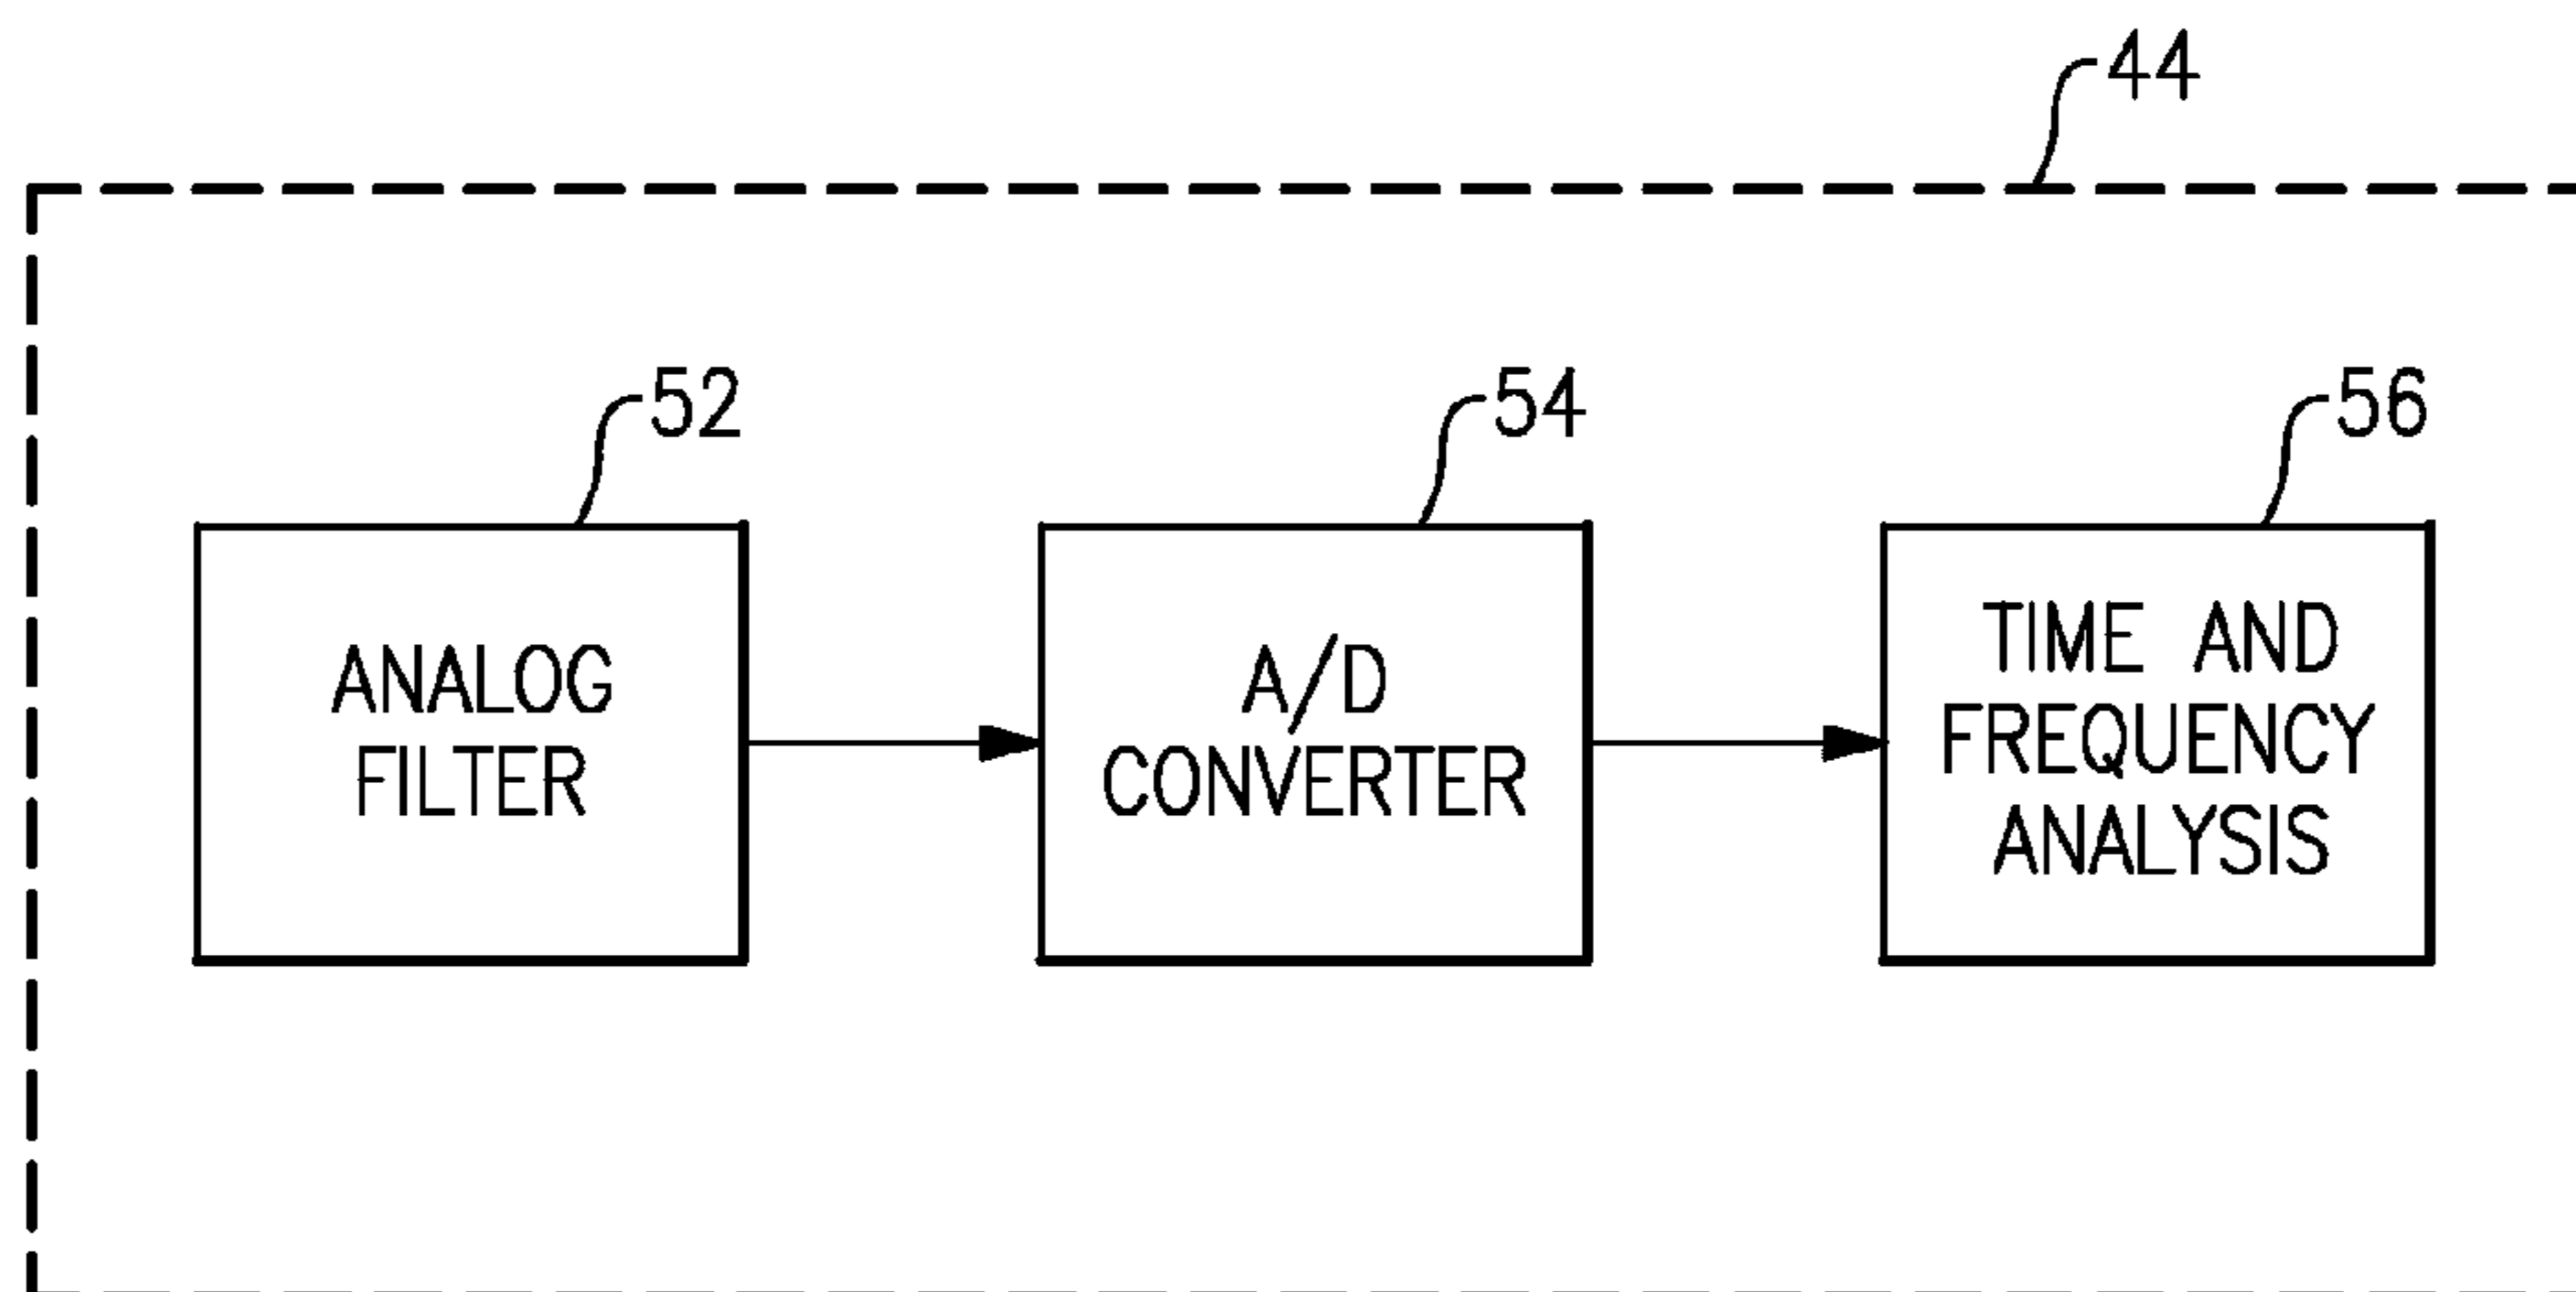 44
52
54
56
ANALOG
FILTER
A/D
CONVERTER
TIME AND
FREQUENCY
ANALYSIS